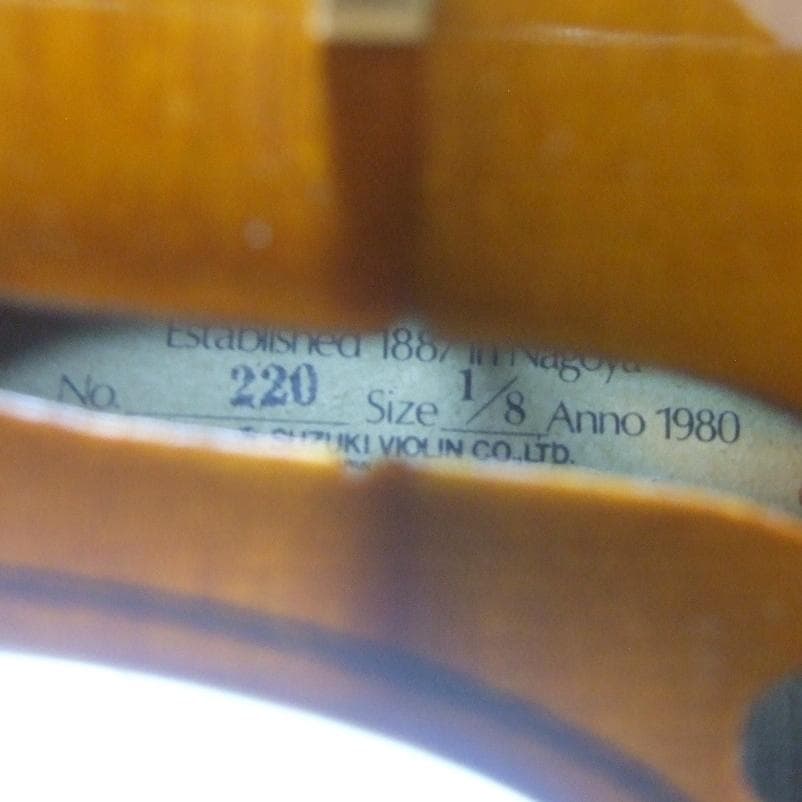 Established 1887 in Nagoya
No. 220 Size 1/8 Anno 1980
SUZUKI VIOLIN CO.,LTD.